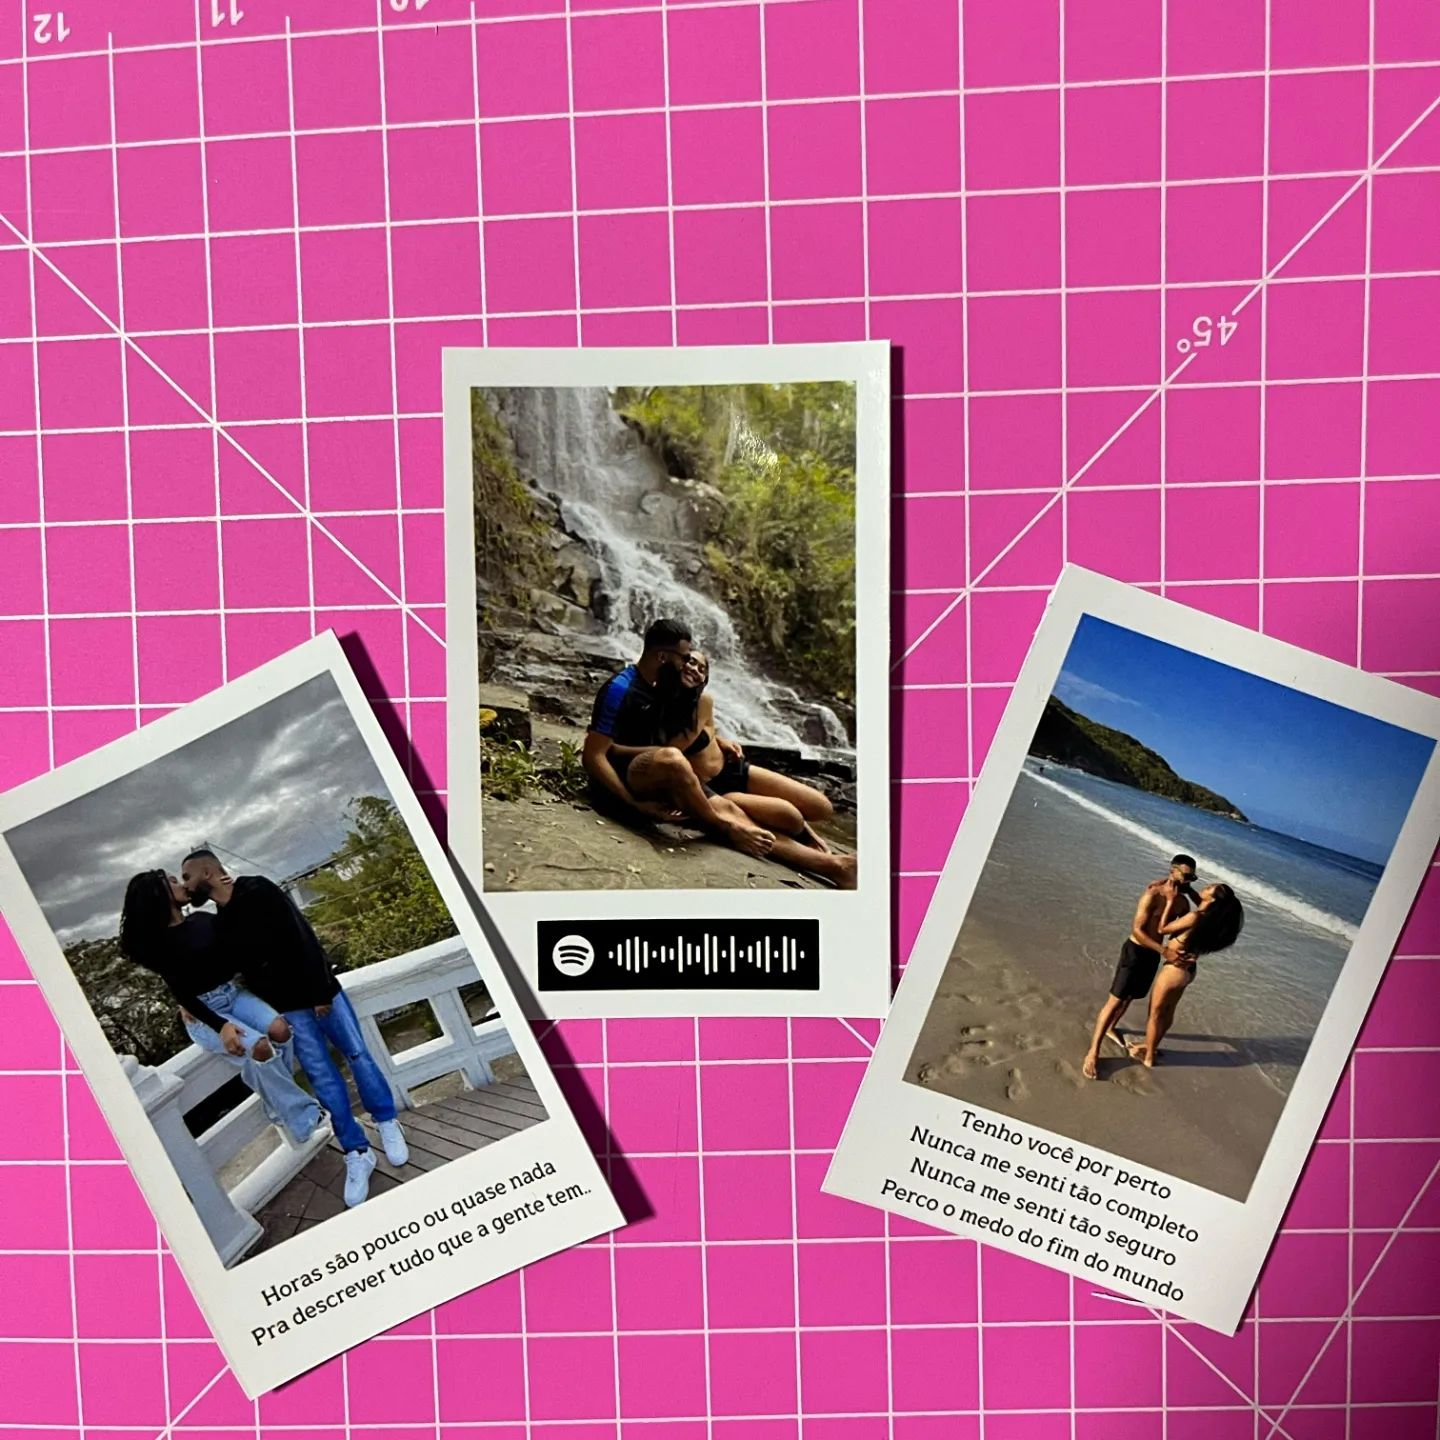 12
11
10
45°
Horas são pouco ou quase nada
Pra descrever tudo que a gente tem..
Tenho você por perto
Nunca me senti tão completo
Nunca me senti tão seguro
Perco o medo do fim do mundo